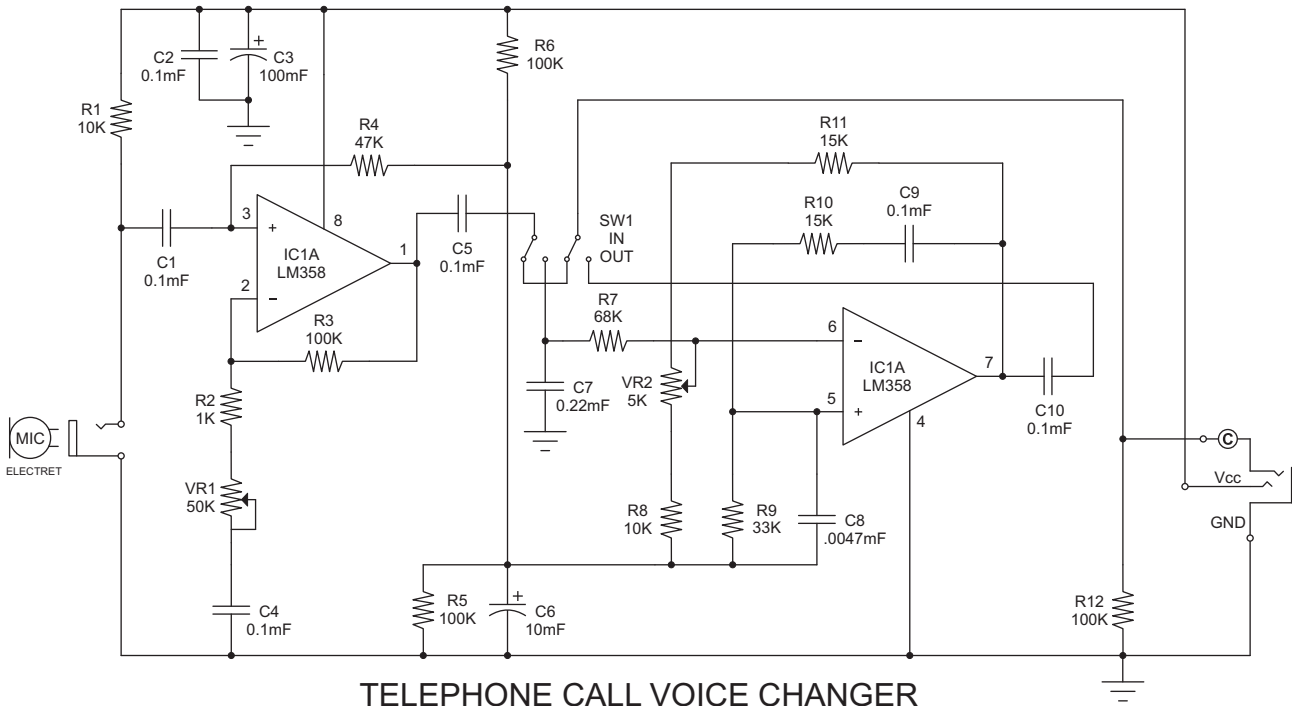 C2
0.1mF
+
C3
100mF
R1
10K
R6
100K
R4
47K
R11
15K
R10
15K
C9
0.1mF
C1
0.1mF
3
+
8
IC1A
LM358
1
2
−
C5
0.1mF
SW1
IN
OUT
R3
100K
R7
68K
6
−
IC1A
LM358
7
5
+
4
C10
0.1mF
R2
1K
C7
0.22mF
VR2
5K
MIC
ELECTRET
VR1
50K
C
Vcc
GND
R8
10K
R9
33K
C8
.0047mF
C4
0.1mF
R5
100K
+
C6
10mF
R12
100K
TELEPHONE CALL VOICE CHANGER